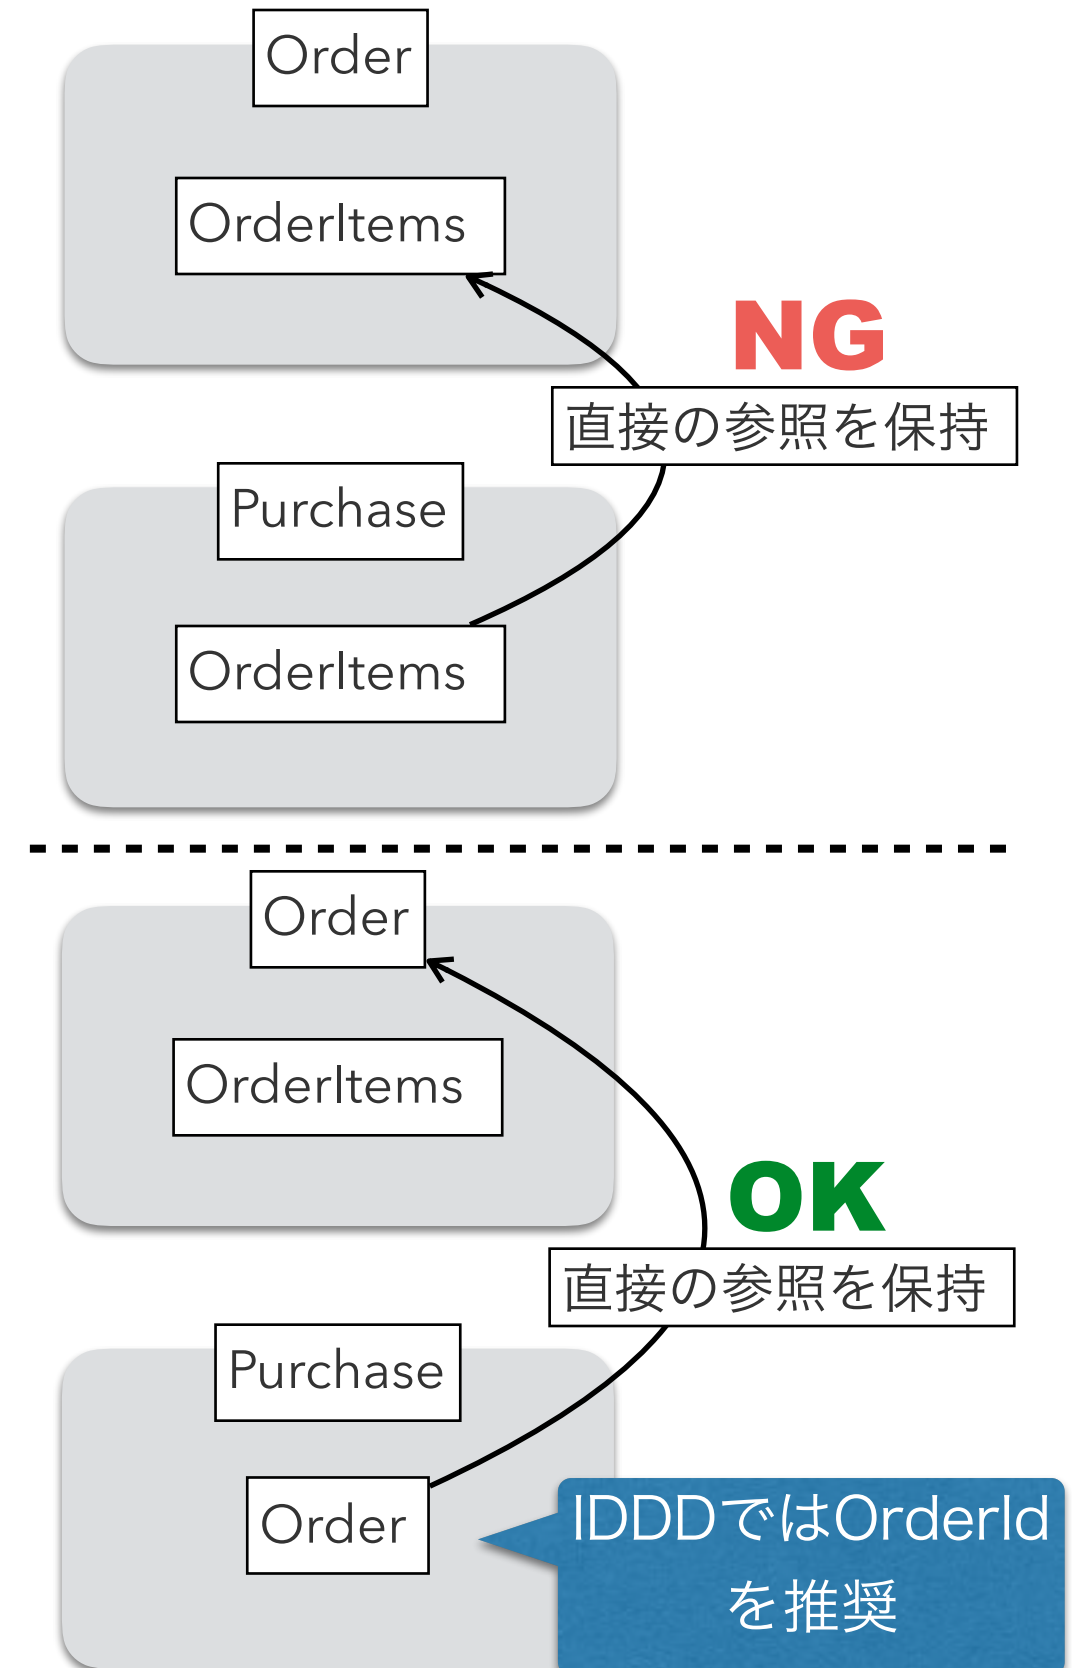 Order
OrderItems
NG
直接の参照を保持
Purchase
OrderItems
Order
OrderItems
OK
直接の参照を保持
Purchase
Order
IDDDではOrderId
を推奨